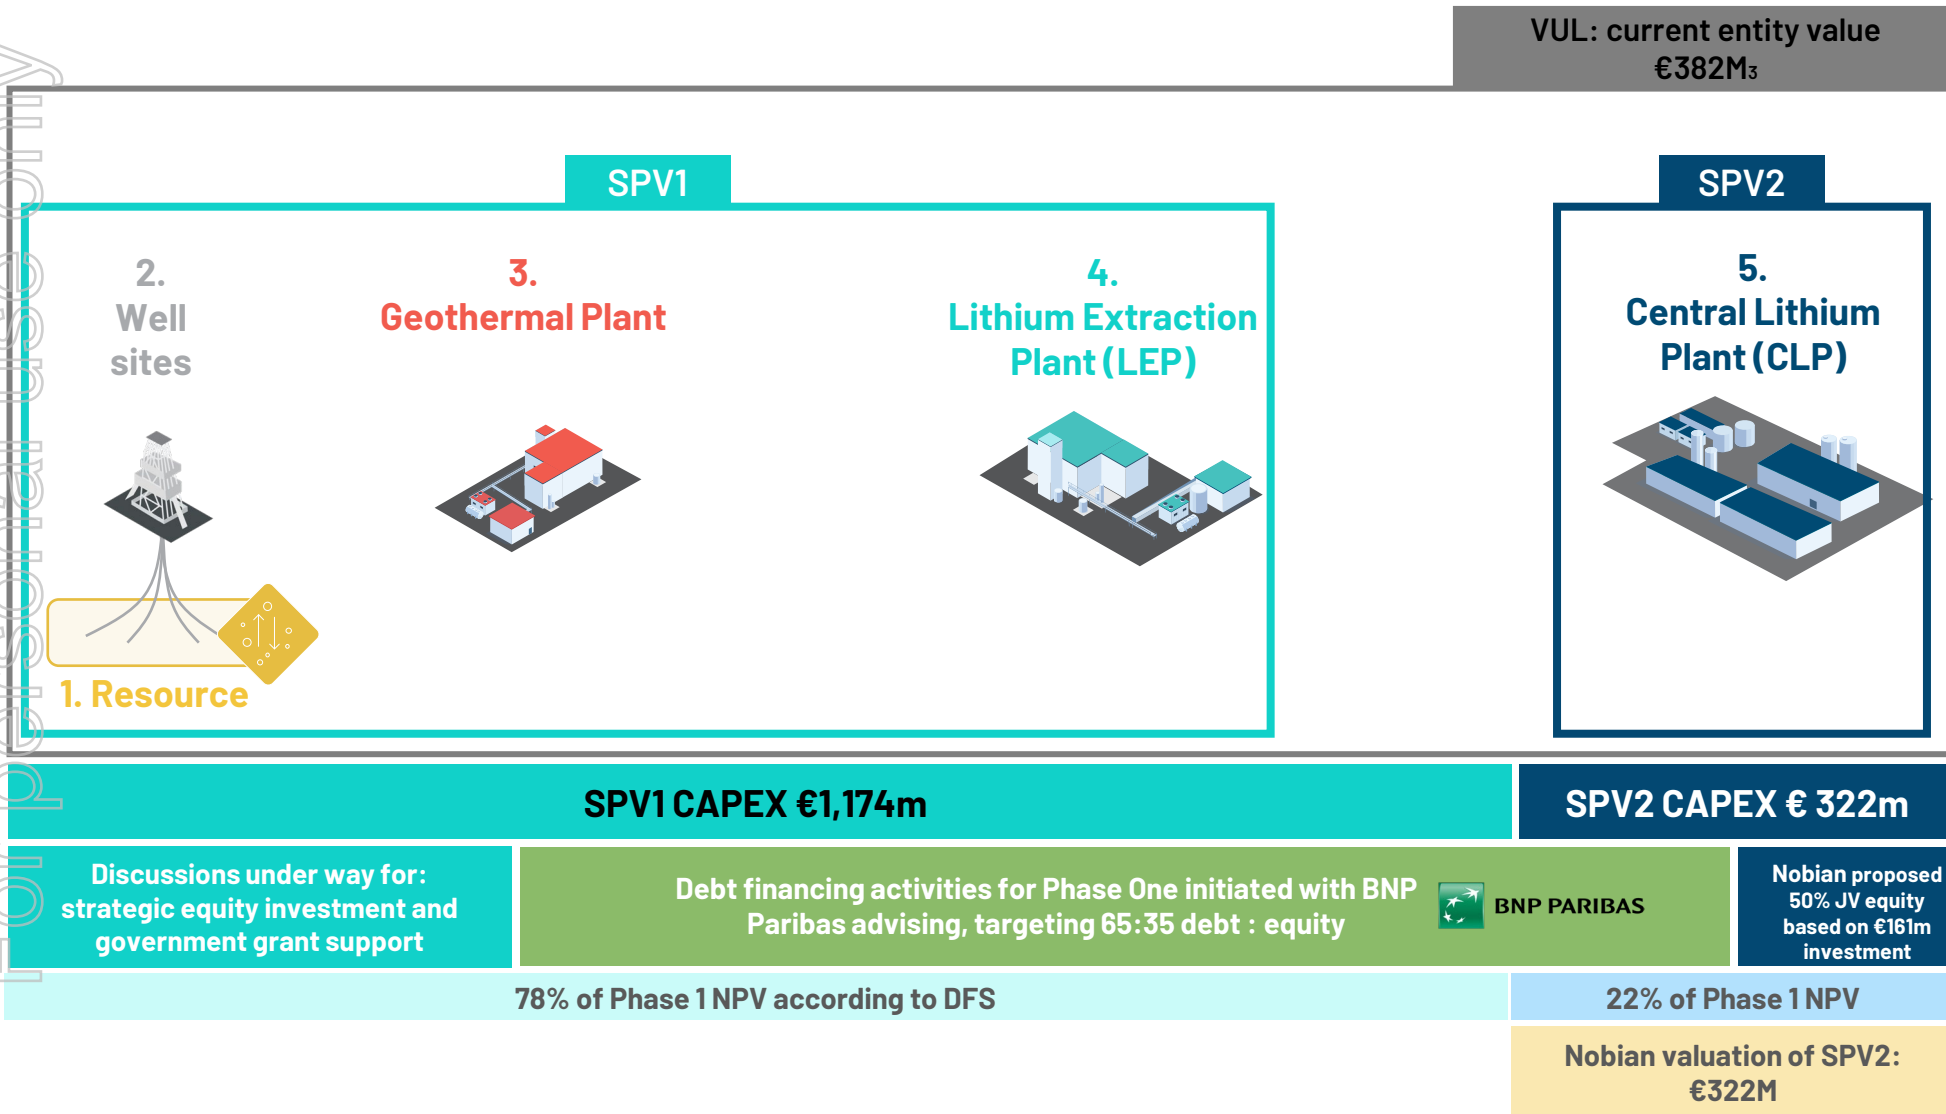 VUL: current entity value
€382M3
SPV1
SPV2
2.
Well
sites
3.
Geothermal Plant
4.
Lithium Extraction
Plant (LEP)
5.
Central Lithium
Plant (CLP)
1. Resource
SPV1 CAPEX €1,174m
SPV2 CAPEX € 322m
Discussions under way for:
strategic equity investment and
government grant support
Debt financing activities for Phase One initiated with BNP
Paribas advising, targeting 65:35 debt : equity
BNP PARIBAS
Nobian proposed
50% JV equity
based on €161m
investment
78% of Phase 1 NPV according to DFS
22% of Phase 1 NPV
Nobian valuation of SPV2:
€322M
For personal use only